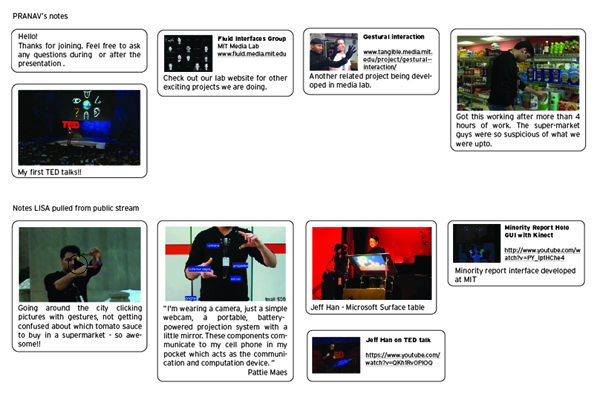 PRANAV's notes
Hello!
Thanks for joining. Feel free to ask
any questions during or after the
presentation .
Fluid Interfaces Group
MIT Media Lab
www.fluid.media.mit.edu
Check out our lab website for other
exciting projects we are doing.
Gestural interaction
www.tangible.media.mit.
edu/project/gestural--
interaction/
Another related project being devel-
oped in media lab.
Got this working after more than 4
hours of work. The super-market
guys were so suspicious of what we
were upto.
TED
My first TED talks!!
Notes LISA pulled from public stream
Going around the city clicking
pictures with gestures, not getting
confused about which tomato sauce
to buy in a supermarket - so awe-
some!!
"I'm wearing a camera, just a simple
webcam, a portable, battery-
powered projection system with a
little mirror. These components com-
municate to my cell phone in my
pocket which acts as the communi-
cation and computation device. "
Pattie Maes
Jeff Han - Microsoft Surface table
Jeff Han on TED talk
https://www.youtube.com/
Minority Report Holo
GUI with Kinect
http://www.youtube.com/w
Minority report interface developed
at MIT